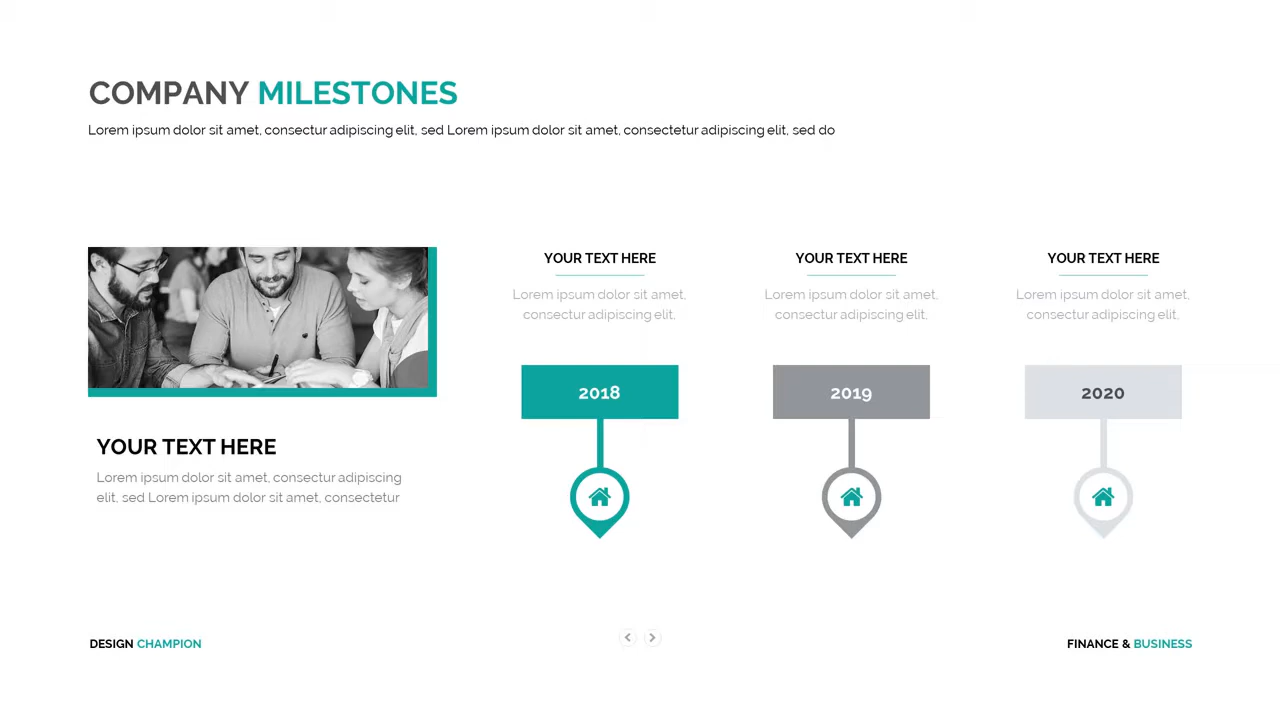 COMPANY MILESTONES
Lorem ipsum dolor sit amet, consectur adipiscing elit, sed Lorem ipsum dolor sit amet, consectetur adipiscing elit, sed do
YOUR TEXT HERE
Lorem ipsum dolor sit amet, consectur adipiscing
elit, sed Lorem ipsum dolor sit amet, consectetur
YOUR TEXT HERE
Lorem ipsum dolor sit amet,
consectur adipiscing elit,
2018
YOUR TEXT HERE
Lorem ipsum dolor sit amet,
consectur adipiscing elit,
2019
YOUR TEXT HERE
Lorem ipsum dolor sit amet,
consectur adipiscing elit,
2020
DESIGN CHAMPION
FINANCE & BUSINESS